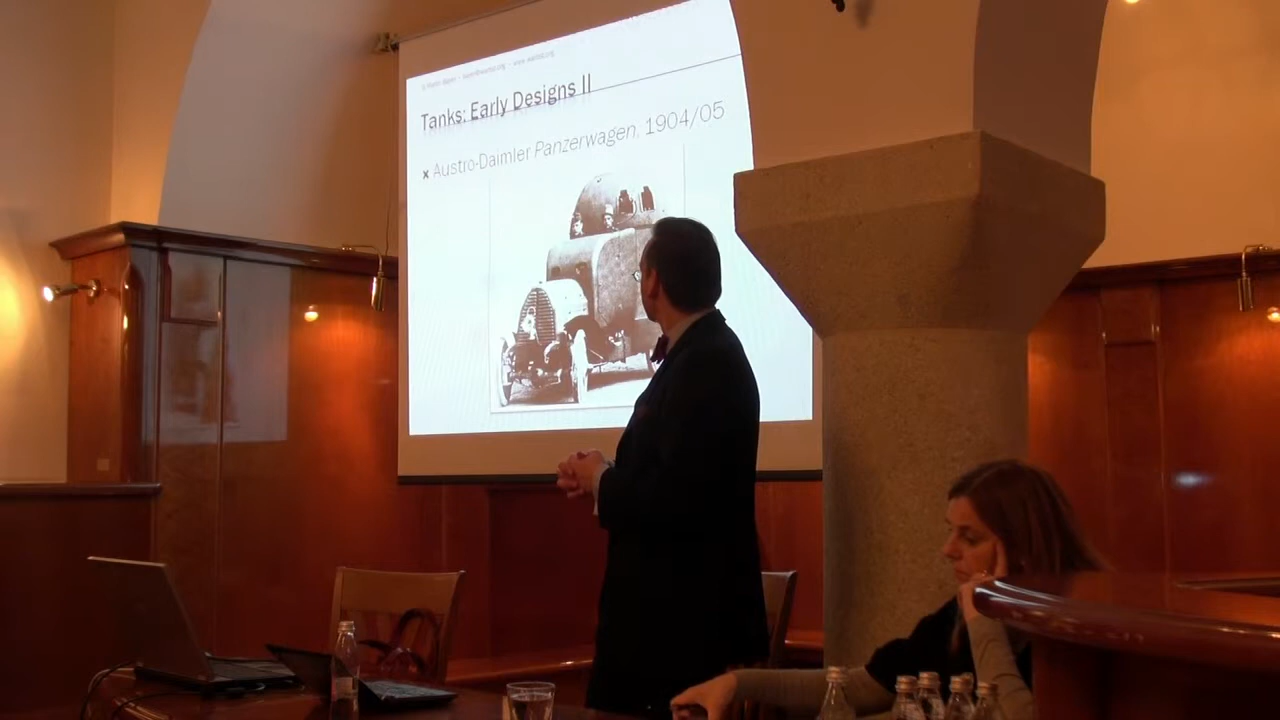 Tanks: Early Designs II
× Austro-Daimler Panzerwagen, 1904/05